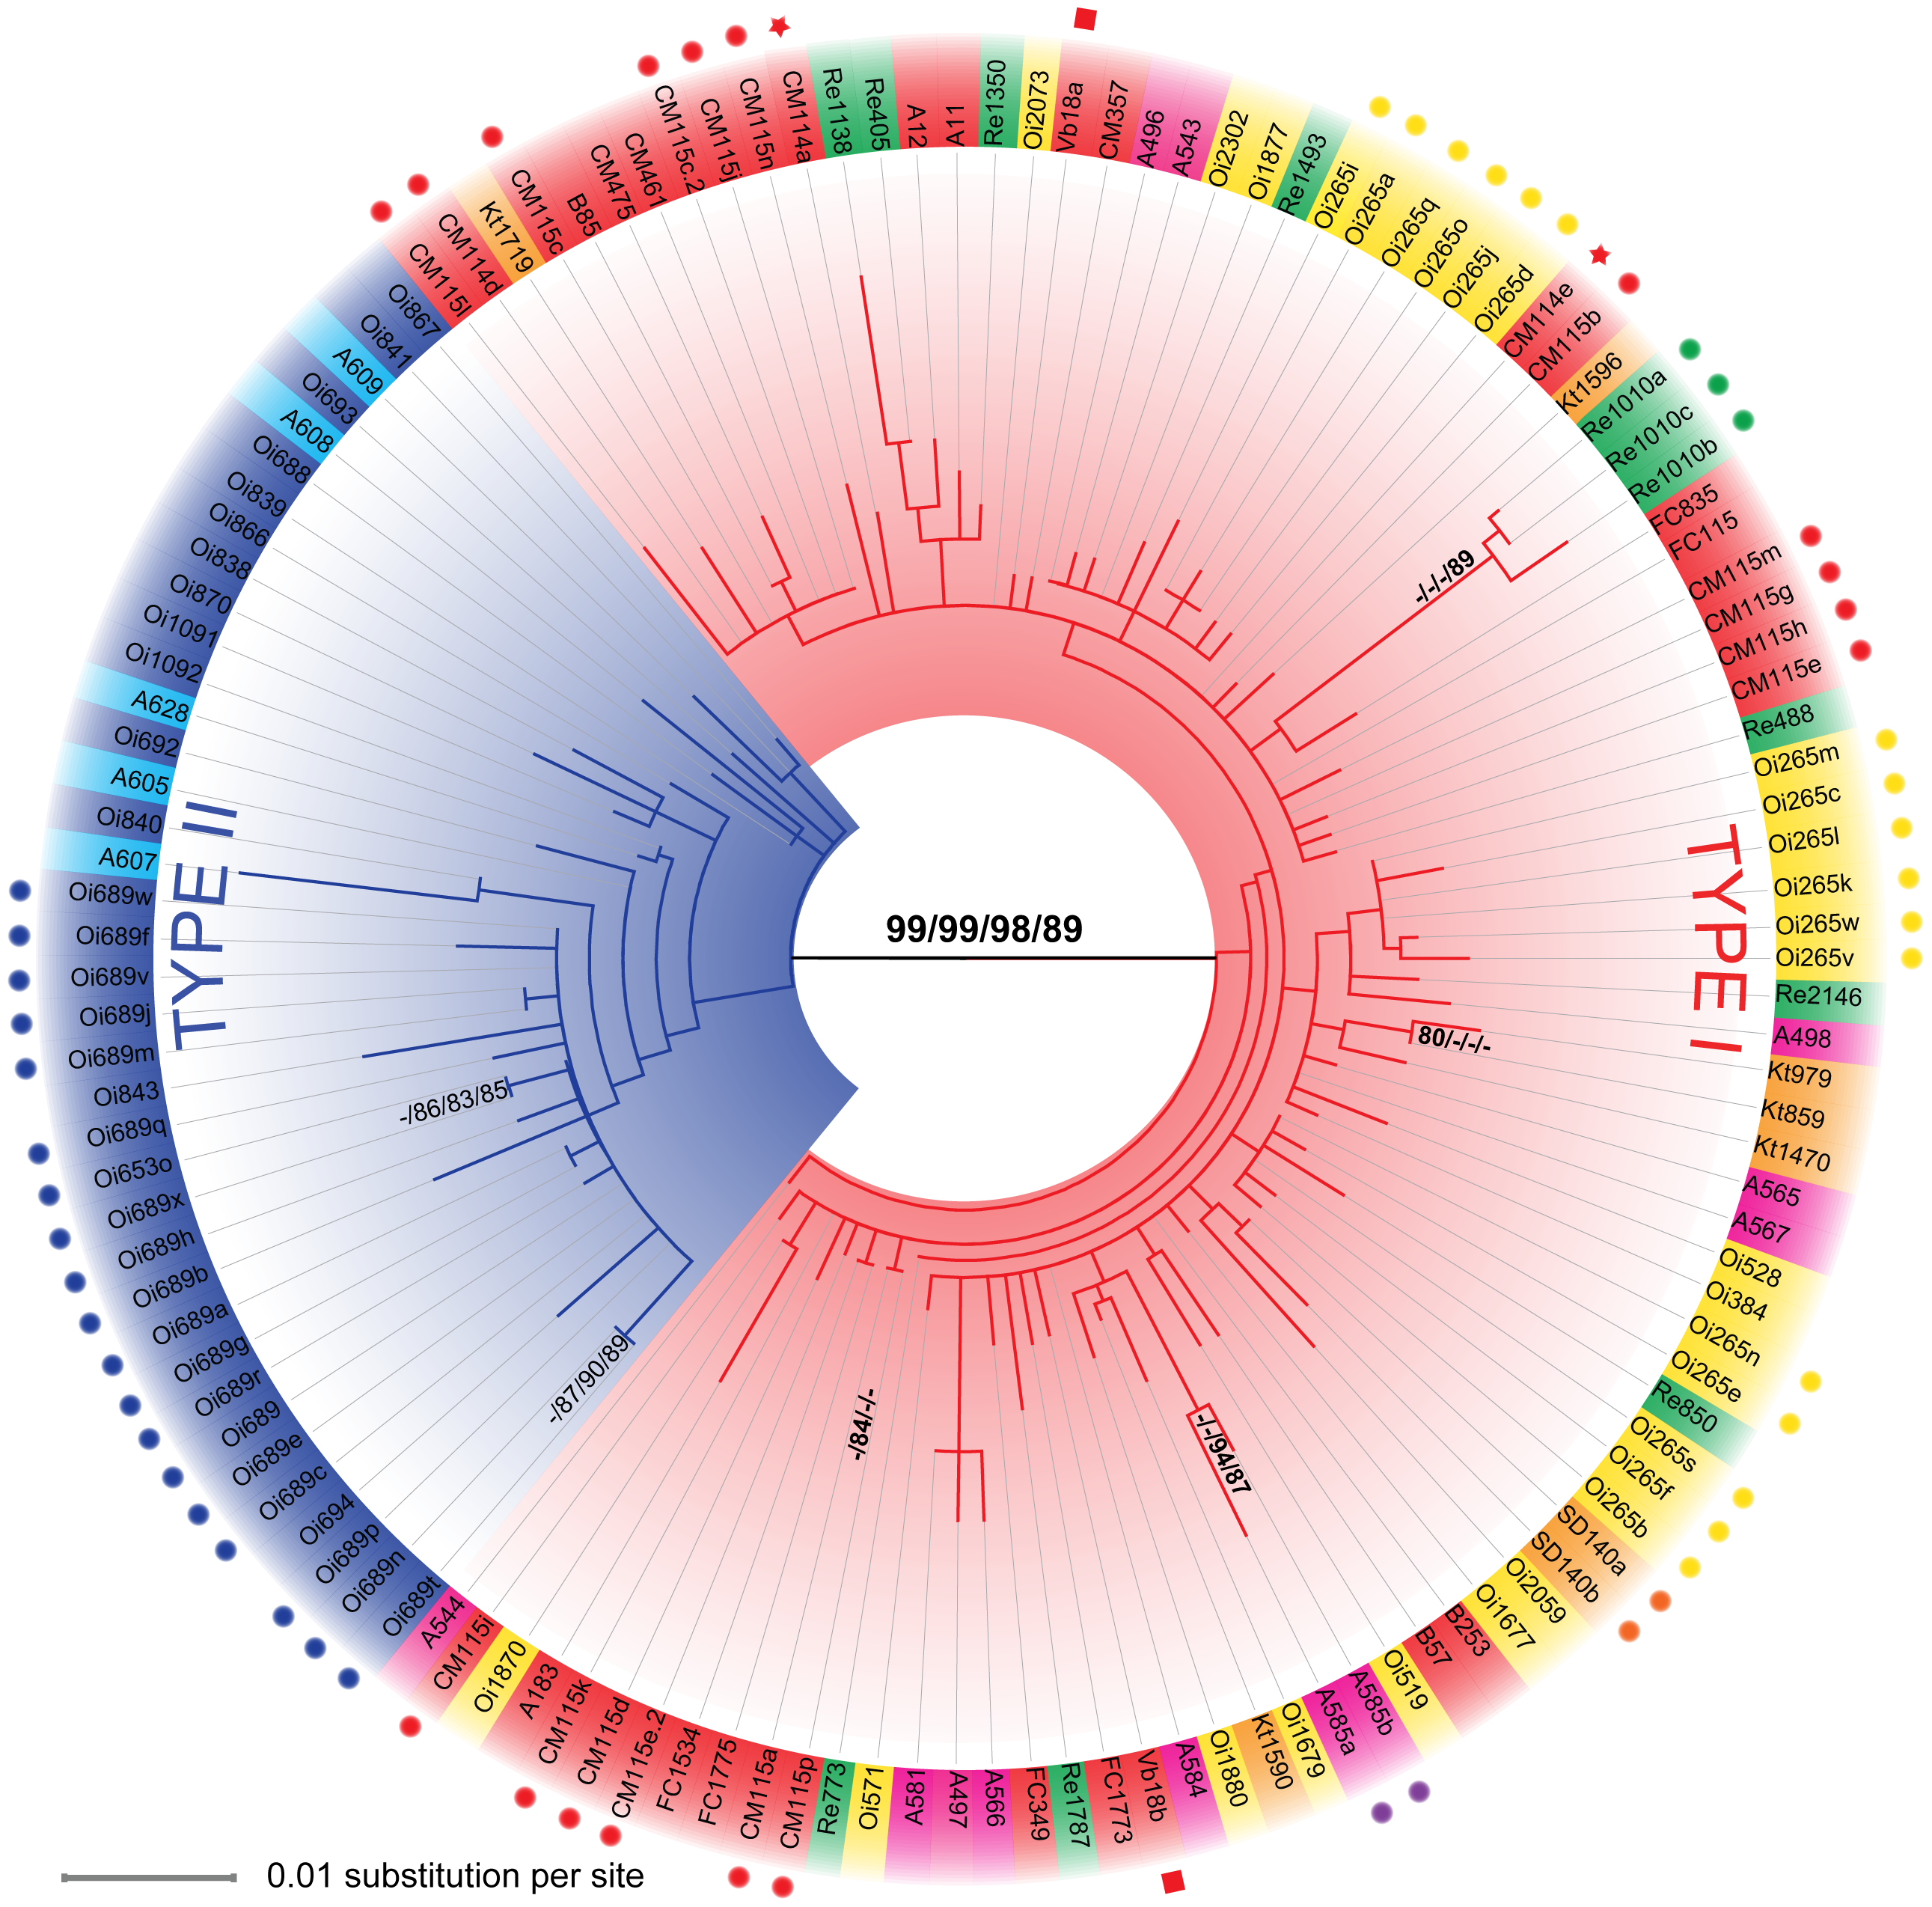 CM114a
Re1138
Re405
A12
A11
Re1350
Oi2073
Vb18a
CM357
A496
A543
Oi2302
Oi1877
Re1493
Oi265i
Oi265a
Oi265q
Oi265o
Oi265j
Oi265d
CM114e
CM115b
Kt1596
Re1010a
Re1010c
Re1010b
FC835
FC115
CM115m
CM115g
CM115h
CM115e
Re488
Oi265m
Oi265c
Oi265l
Oi265k
Oi265w
Oi265v
Re2146
A498
Kt979
Kt859
Kt1470
A565
A567
Oi528
Oi384
Oi265n
Oi265e
Re850
Oi265s
Oi265f
Oi265b
SD140a
SD140b
Oi2059
Oi1677
B253
B57
Oi519
A585b
A585a
Oi1679
Kt1590
Oi1880
A584
Vb18b
FC1773
Re1787
FC349
A566
A497
A581
Oi571
Re773
CM115p
CM115a
FC1775
FC1534
CM115e.2
CM115d
CM115k
A183
Oi1870
CM115i
A544
Oi689t
Oi689n
Oi689p
Oi694
Oi689c
Oi689e
Oi689
Oi689r
Oi689g
Oi689a
Oi689b
Oi689h
Oi689x
Oi653o
Oi689q
Oi843
Oi689m
Oi689j
Oi689v
Oi689f
Oi689w
A607
Oi840
A605
Oi692
A628
Oi1092
Oi1091
Oi870
Oi838
Oi866
Oi839
Oi688
A608
Oi693
A609
Oi841
Oi867
CM115l
CM114d
Kt1719
CM115c
B85
CM475
CM461
CM115c.2
CM115j
CM115n
TYPE II
TYPE I
99/99/98/89
-/-/-/89
80/-/-/-
-/86/83/85
-/87/90/89
-/84/-/-
-/-/94/87
0.01 substitution per site